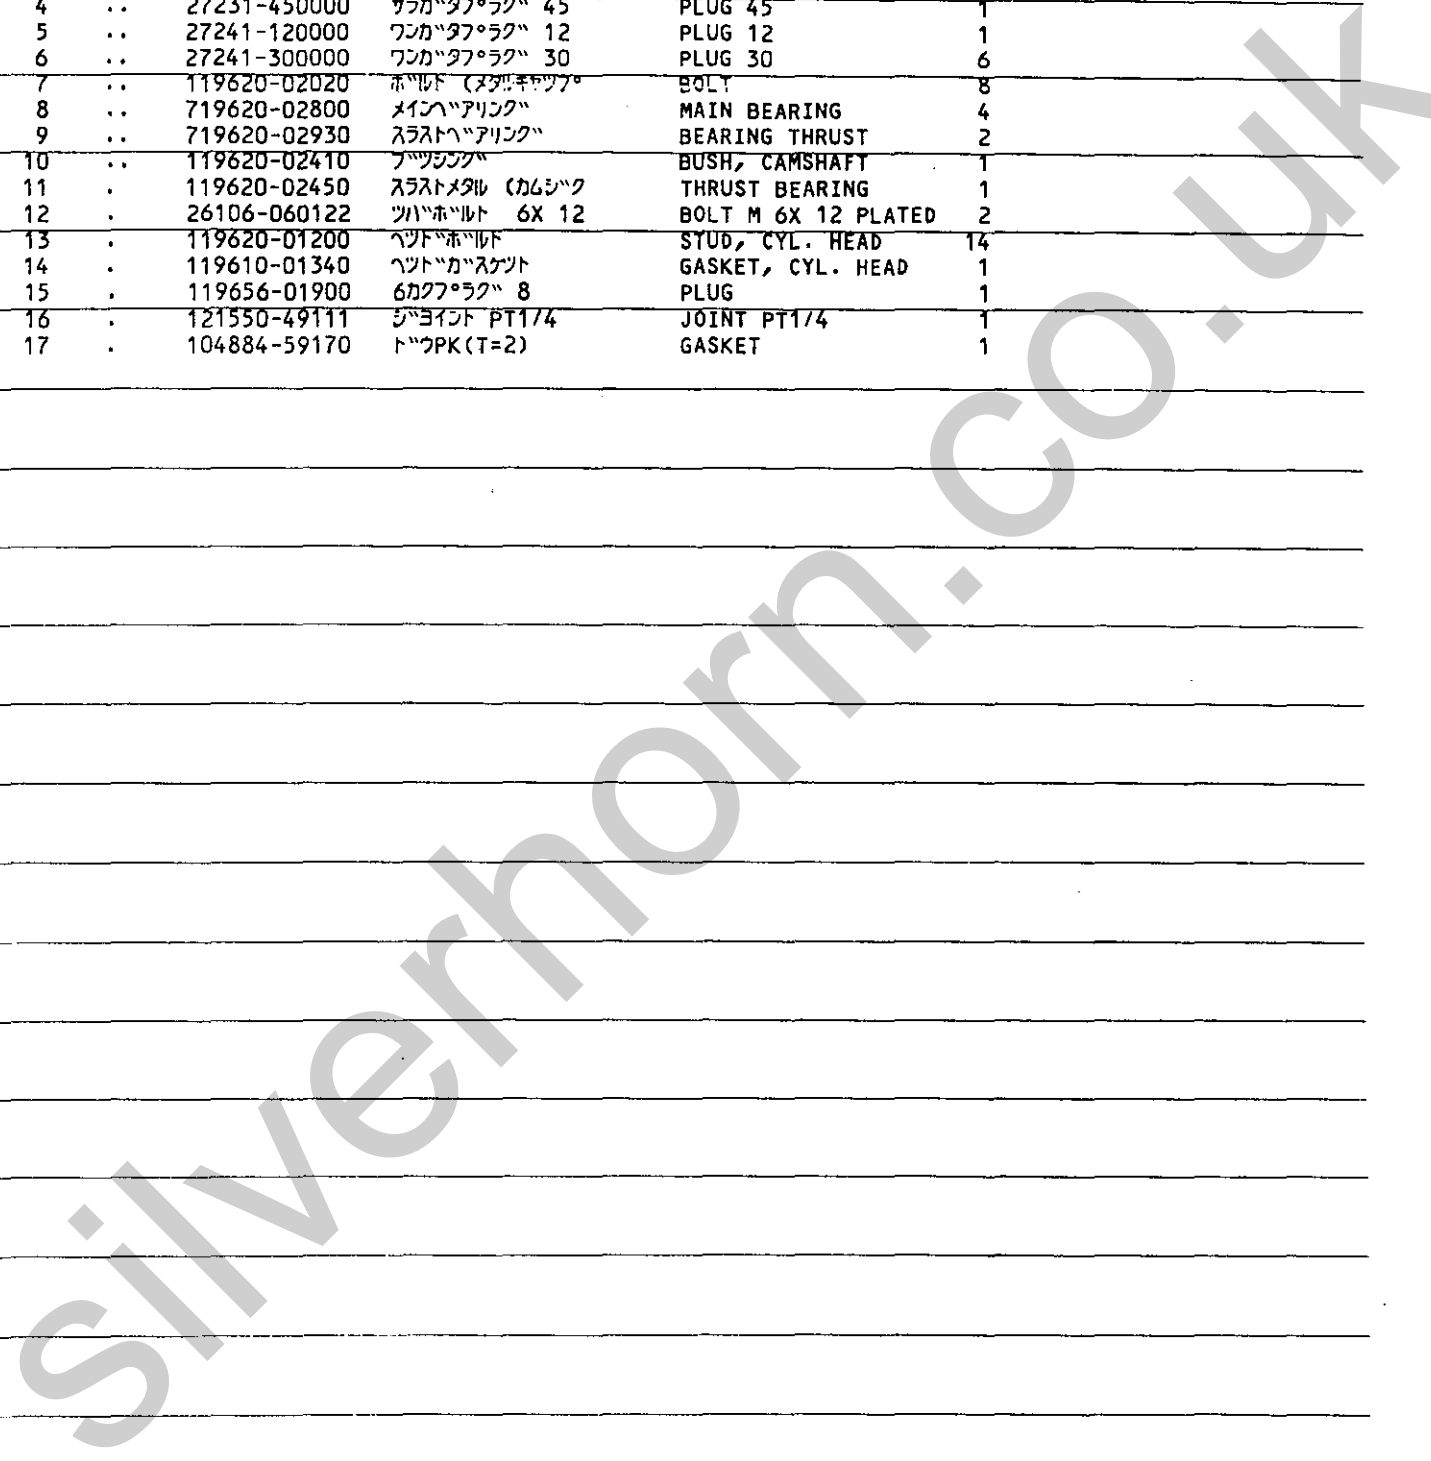 4 .. 27231-450000 サラガタプラグ 45 PLUG 45 1
5 .. 27241-120000 ワンガタプラグ 12 PLUG 12 1
6 .. 27241-300000 ワンガタプラグ 30 PLUG 30 6
7 .. 119620-02020 ボルト (メタルキヤツプ BOLT 8
8 .. 719620-02800 メインベアリング MAIN BEARING 4
9 .. 719620-02930 スラストベアリング BEARING THRUST 2
10 .. 119620-02410 ブツシング BUSH, CAMSHAFT 1
11 . 119620-02450 スラストメタル (カムジク THRUST BEARING 1
12 . 26106-060122 ツバボルト 6X 12 BOLT M 6X 12 PLATED 2
13 . 119620-01200 ヘツドボルト STUD, CYL. HEAD 14
14 . 119610-01340 ヘツドガスケツト GASKET, CYL. HEAD 1
15 . 119656-01900 6カクプラグ 8 PLUG 1
16 . 121550-49111 ジヨイント PT1/4 JOINT PT1/4 1
17 . 104884-59170 ドウPK(T=2) GASKET 1
silverhorn.co.uk